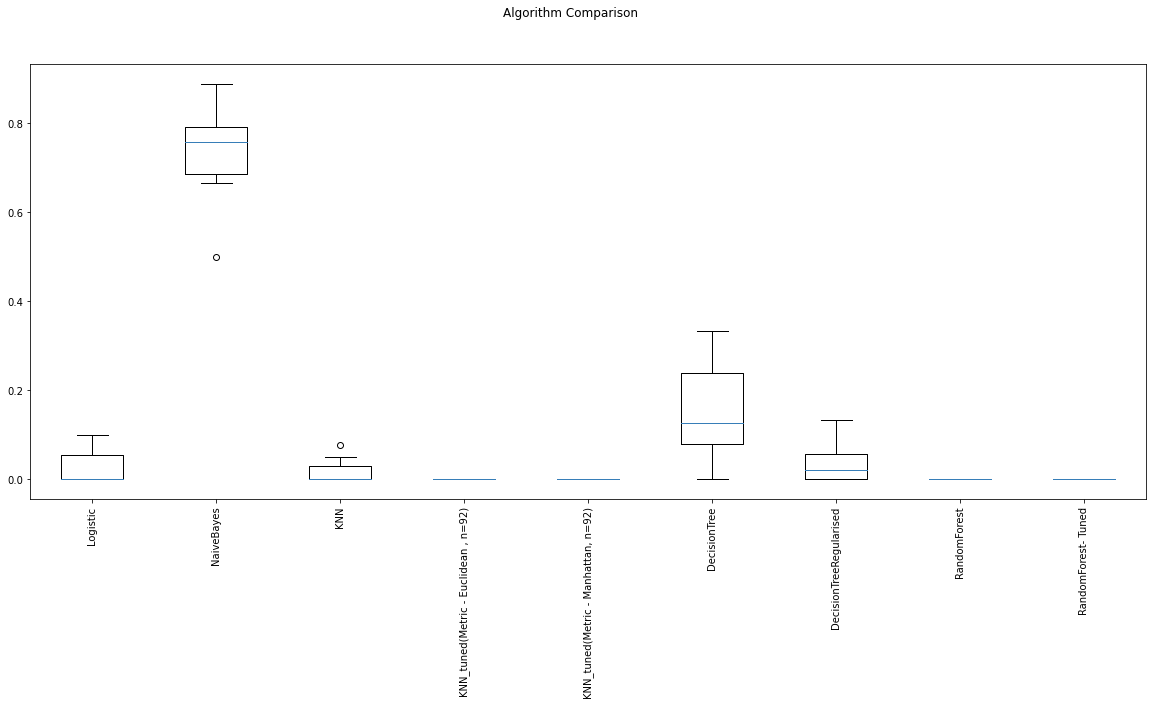 Algorithm Comparison
0.8
0.6
0.4
0.2
0.0
Logistic
NaiveBayes
KNN
KNN_tuned(Metric - Euclidean , n=92)
KNN_tuned(Metric - Manhattan, n=92)
DecisionTree
DecisionTreeRegularised
RandomForest
RandomForest- Tuned